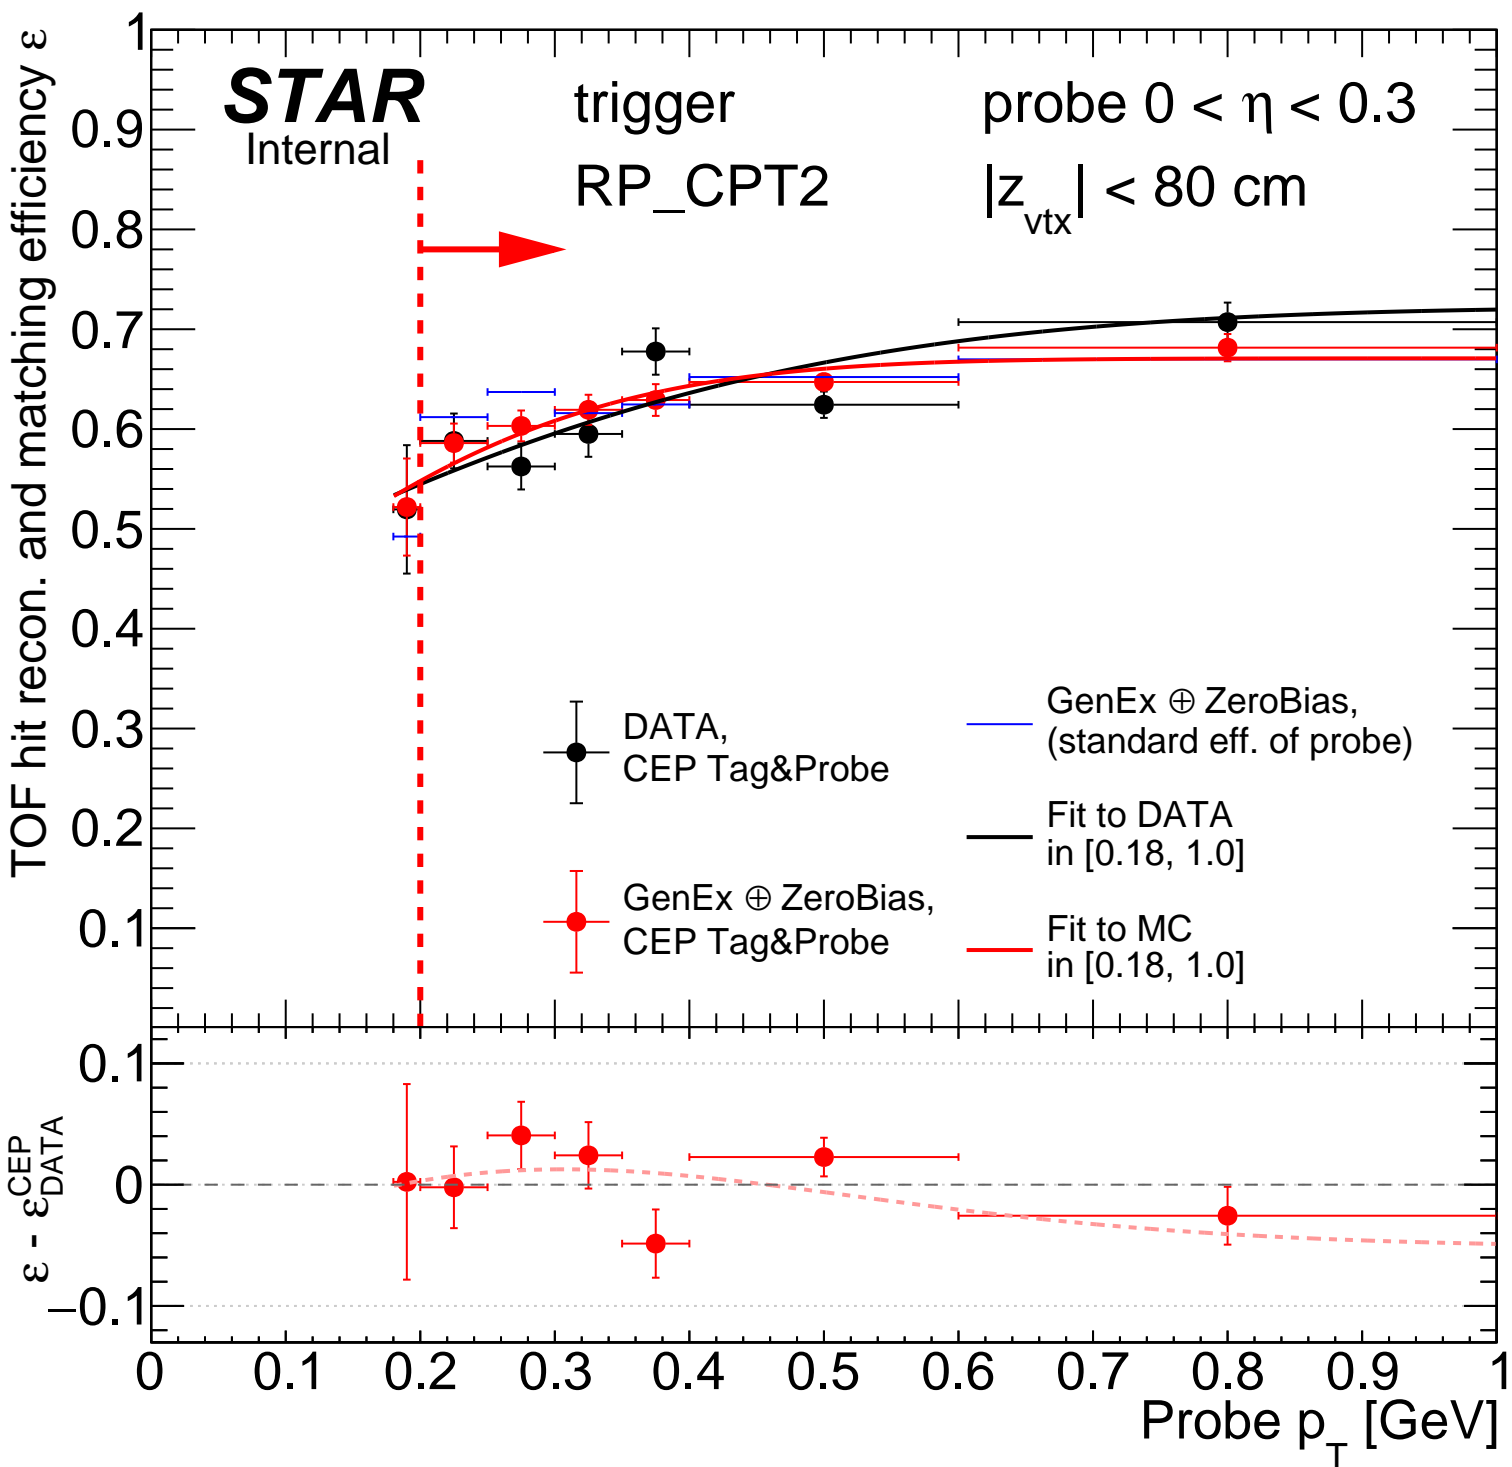 STAR
Internal
trigger
RP_CPT2
probe 0 < η < 0.3
|z_vtx| < 80 cm
TOF hit recon. and matching efficiency ε
1
0.9
0.8
0.7
0.6
0.5
0.4
0.3
0.2
0.1
DATA,
CEP Tag&Probe
GenEx ⊕ ZeroBias,
CEP Tag&Probe
GenEx ⊕ ZeroBias,
(standard eff. of probe)
Fit to DATA
in [0.18, 1.0]
Fit to MC
in [0.18, 1.0]
ε - ε^CEP_DATA
0.1
0
−0.1
0 0.1 0.2 0.3 0.4 0.5 0.6 0.7 0.8 0.9 1
Probe p_T [GeV]